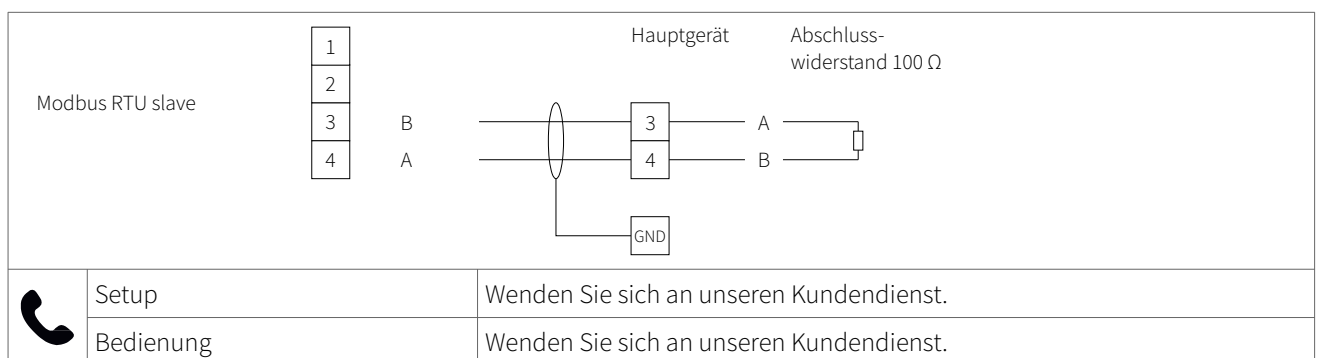 Hauptgerät
Abschluss-
widerstand 100 Ω
1
2
Modbus RTU slave
3 B 3 A
4 A 4 B
GND
Setup Wenden Sie sich an unseren Kundendienst.
Bedienung Wenden Sie sich an unseren Kundendienst.